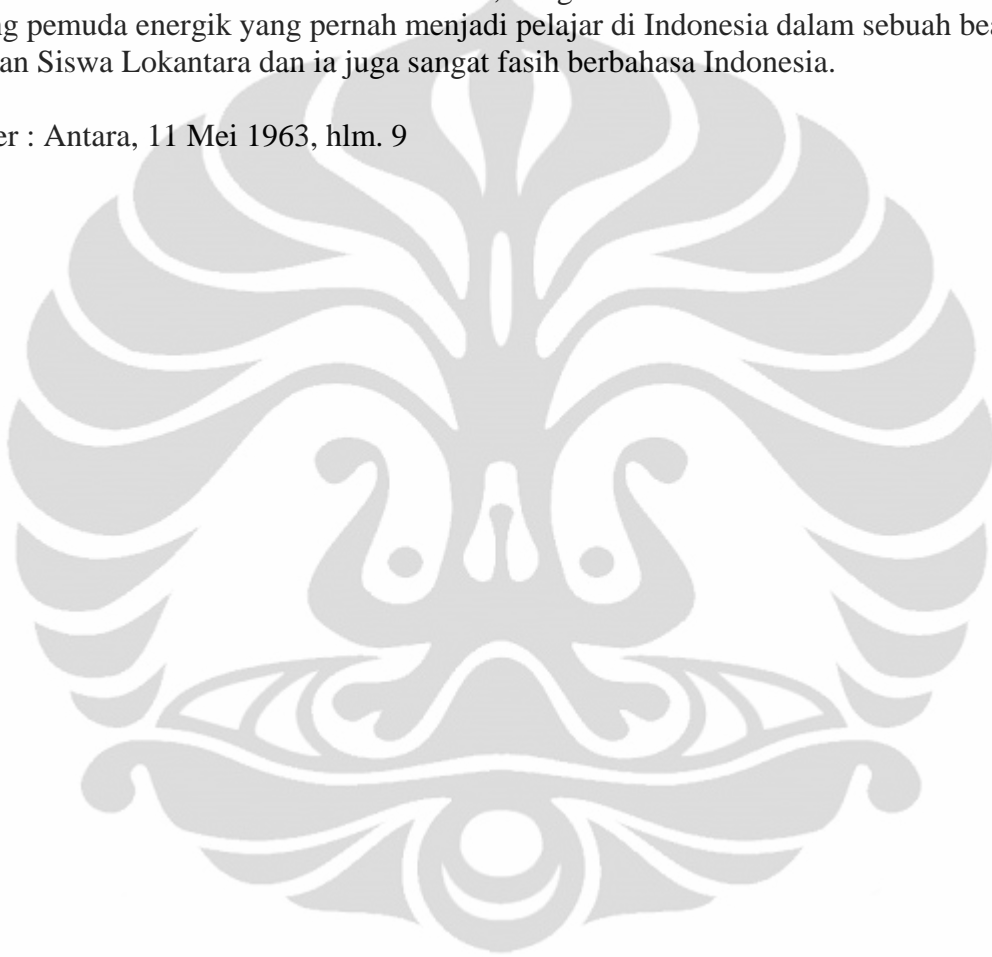 ng pemuda energik yang pernah menjadi pelajar di Indonesia dalam sebuah bea
an Siswa Lokantara dan ia juga sangat fasih berbahasa Indonesia.
er : Antara, 11 Mei 1963, hlm. 9